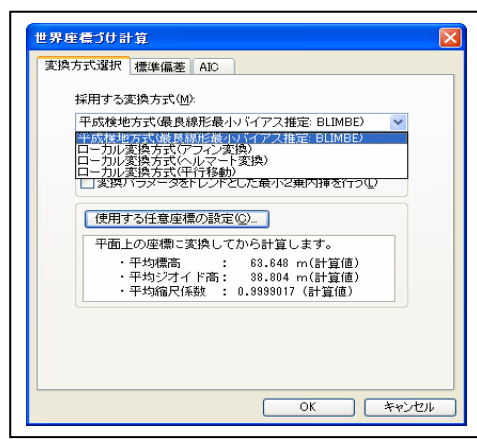 世界座標づけ計算
変換方式選択 標準偏差 AIC
採用する変換方式(M):
平成検地方式(最良線形最小バイアス推定: BLIMBE)
平成検地方式(最良線形最小バイアス推定: BLIMBE)
ローカル変換方式(アフィン変換)
ローカル変換方式(ヘルマート変換)
ローカル変換方式(平行移動)
変換パラメータをトレンドとした最小2乗内挿を行う(L)
使用する任意座標の設定(C)...
平面上の座標に変換してから計算します。
・平均標高 : 63.648 m(計算値)
・平均ジオイド高: 38.804 m(計算値)
・平均縮尺係数 : 0.9999017 (計算値)
OK キャンセル